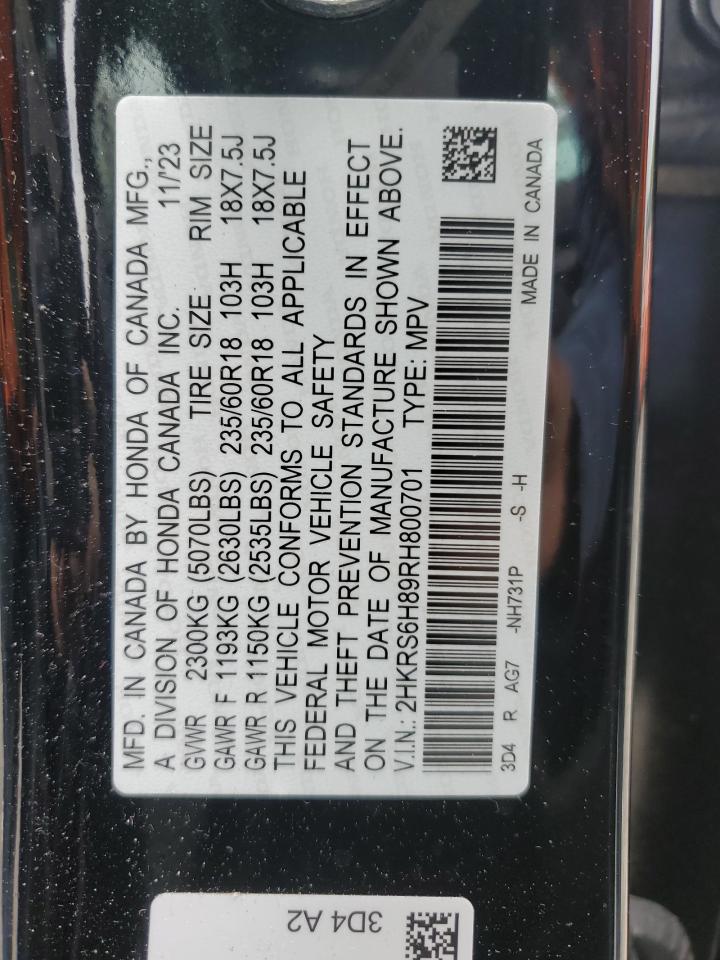 MFD. IN CANADA BY HONDA OF CANADA MFG.,
A DIVISION OF HONDA CANADA INC. 11/'23
GVWR 2300KG (5070LBS) TIRE SIZE RIM SIZE
GAWR F 1193KG (2630LBS) 235/60R18 103H 18X7.5J
GAWR R 1150KG (2535LBS) 235/60R18 103H 18X7.5J
THIS VEHICLE CONFORMS TO ALL APPLICABLE
FEDERAL MOTOR VEHICLE SAFETY
AND THEFT PREVENTION STANDARDS IN EFFECT
ON THE DATE OF MANUFACTURE SHOWN ABOVE.
V.I.N.: 2HKRS6H89RH800701 TYPE: MPV
3D4 R AG7 -NH731P -S -H MADE IN CANADA
3D4 A2